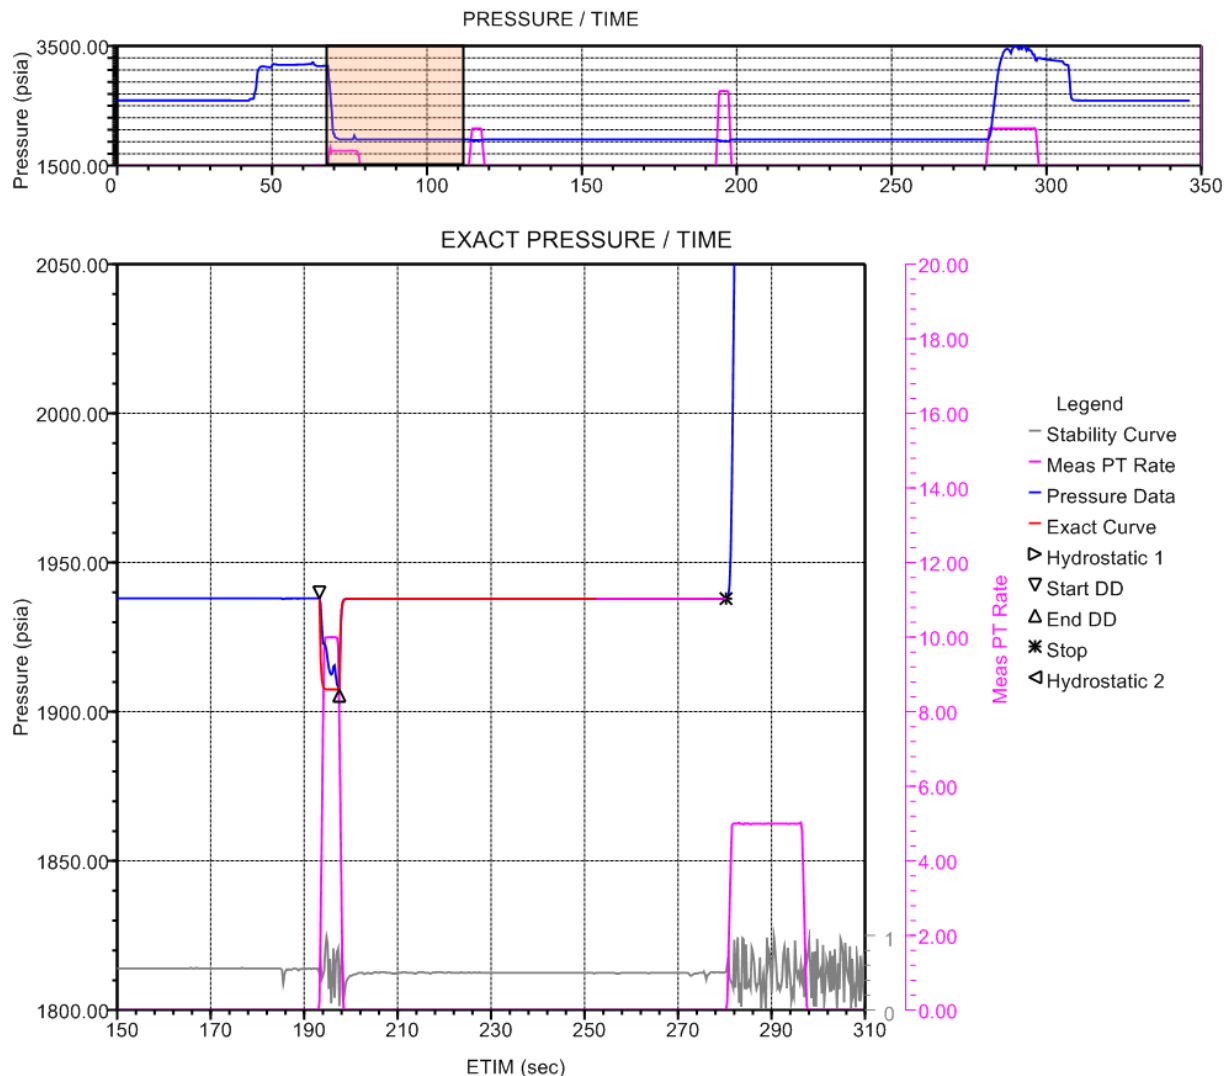 PRESSURE / TIME
3500.00
1500.00
Pressure (psia)
0 50 100 150 200 250 300 350
EXACT PRESSURE / TIME
2050.00
2000.00
1950.00
1900.00
1850.00
1800.00
Pressure (psia)
150 170 190 210 230 250 270 290 310
ETIM (sec)
1
0
20.00
18.00
16.00
14.00
12.00
10.00
8.00
6.00
4.00
2.00
0.00
Meas PT Rate
Legend
Stability Curve
Meas PT Rate
Pressure Data
Exact Curve
Hydrostatic 1
Start DD
End DD
Stop
Hydrostatic 2